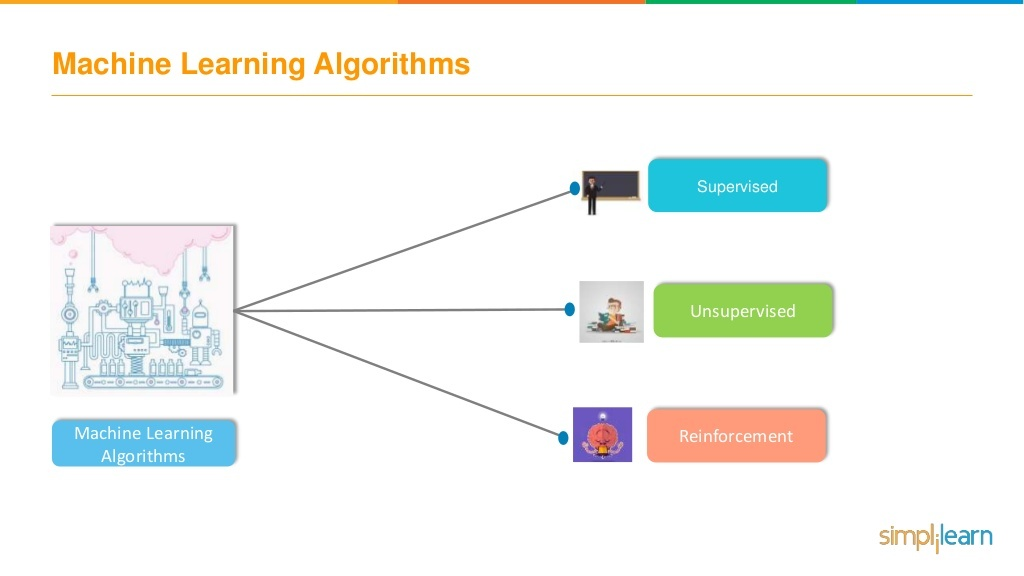 Machine Learning Algorithms
Supervised
Unsupervised
Machine Learning
Algorithms
Reinforcement
simplilearn